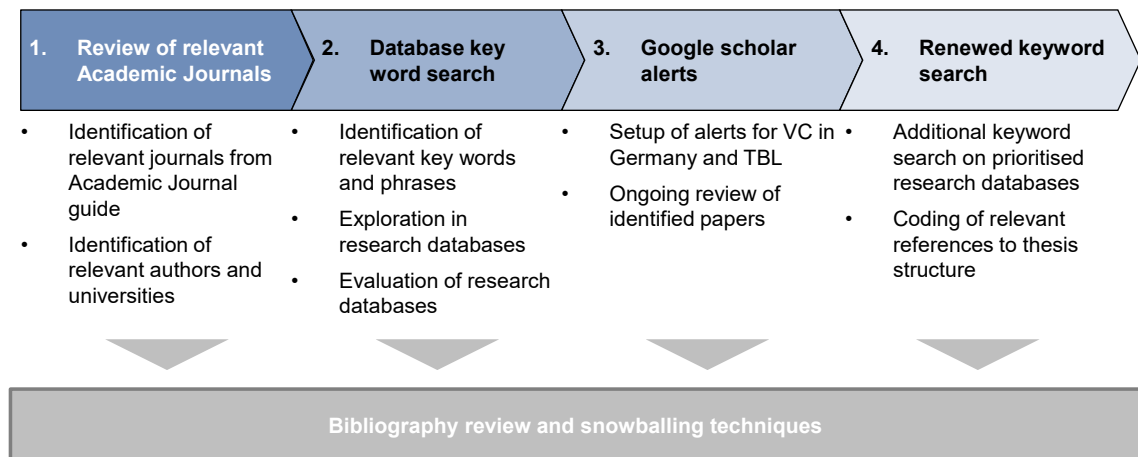 1. Review of relevant
Academic Journals
2. Database key
word search
3. Google scholar
alerts
4. Renewed keyword
search
• Identification of
relevant journals from
Academic Journal
guide
• Identification of
relevant authors and
universities
• Identification of
relevant key words
and phrases
• Exploration in
research databases
• Evaluation of research
databases
• Setup of alerts for VC in
Germany and TBL
• Ongoing review of
identified papers
• Additional keyword
search on prioritised
research databases
• Coding of relevant
references to thesis
structure
Bibliography review and snowballing techniques